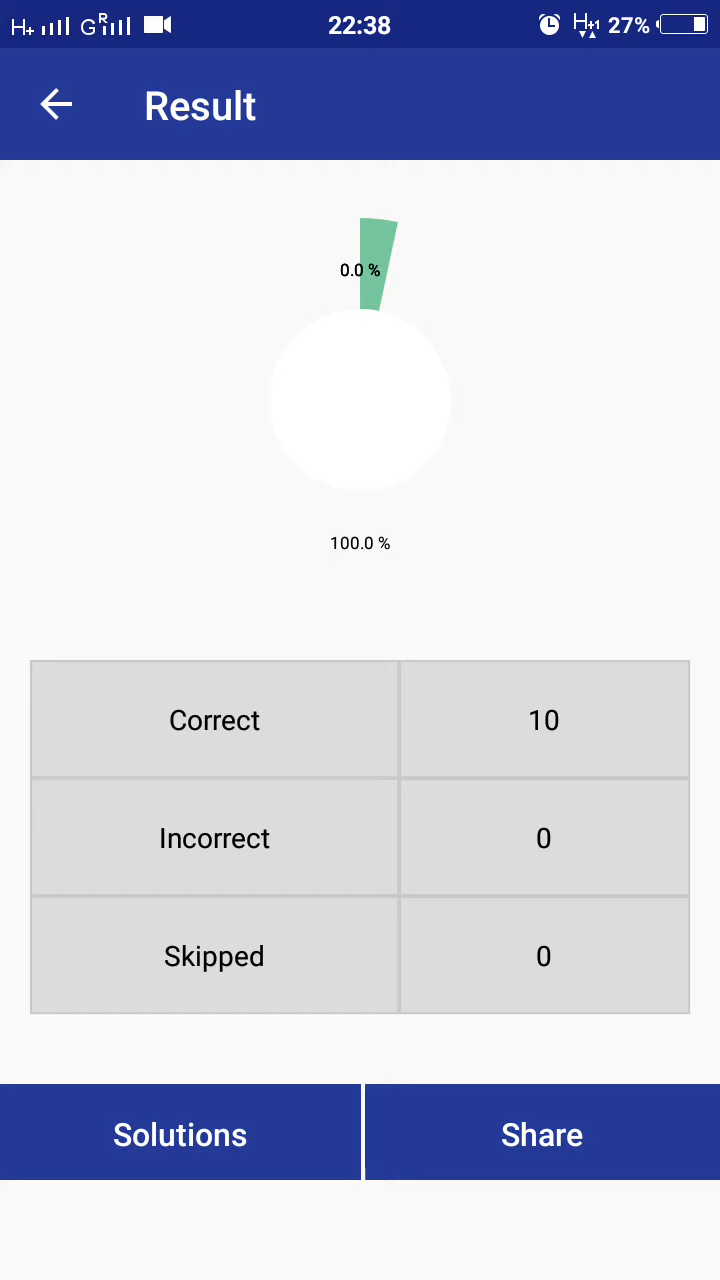 H+ G R 22:38 H+1 27%
Result
0.0 %
100.0 %
Correct 10
Incorrect 0
Skipped 0
Solutions Share